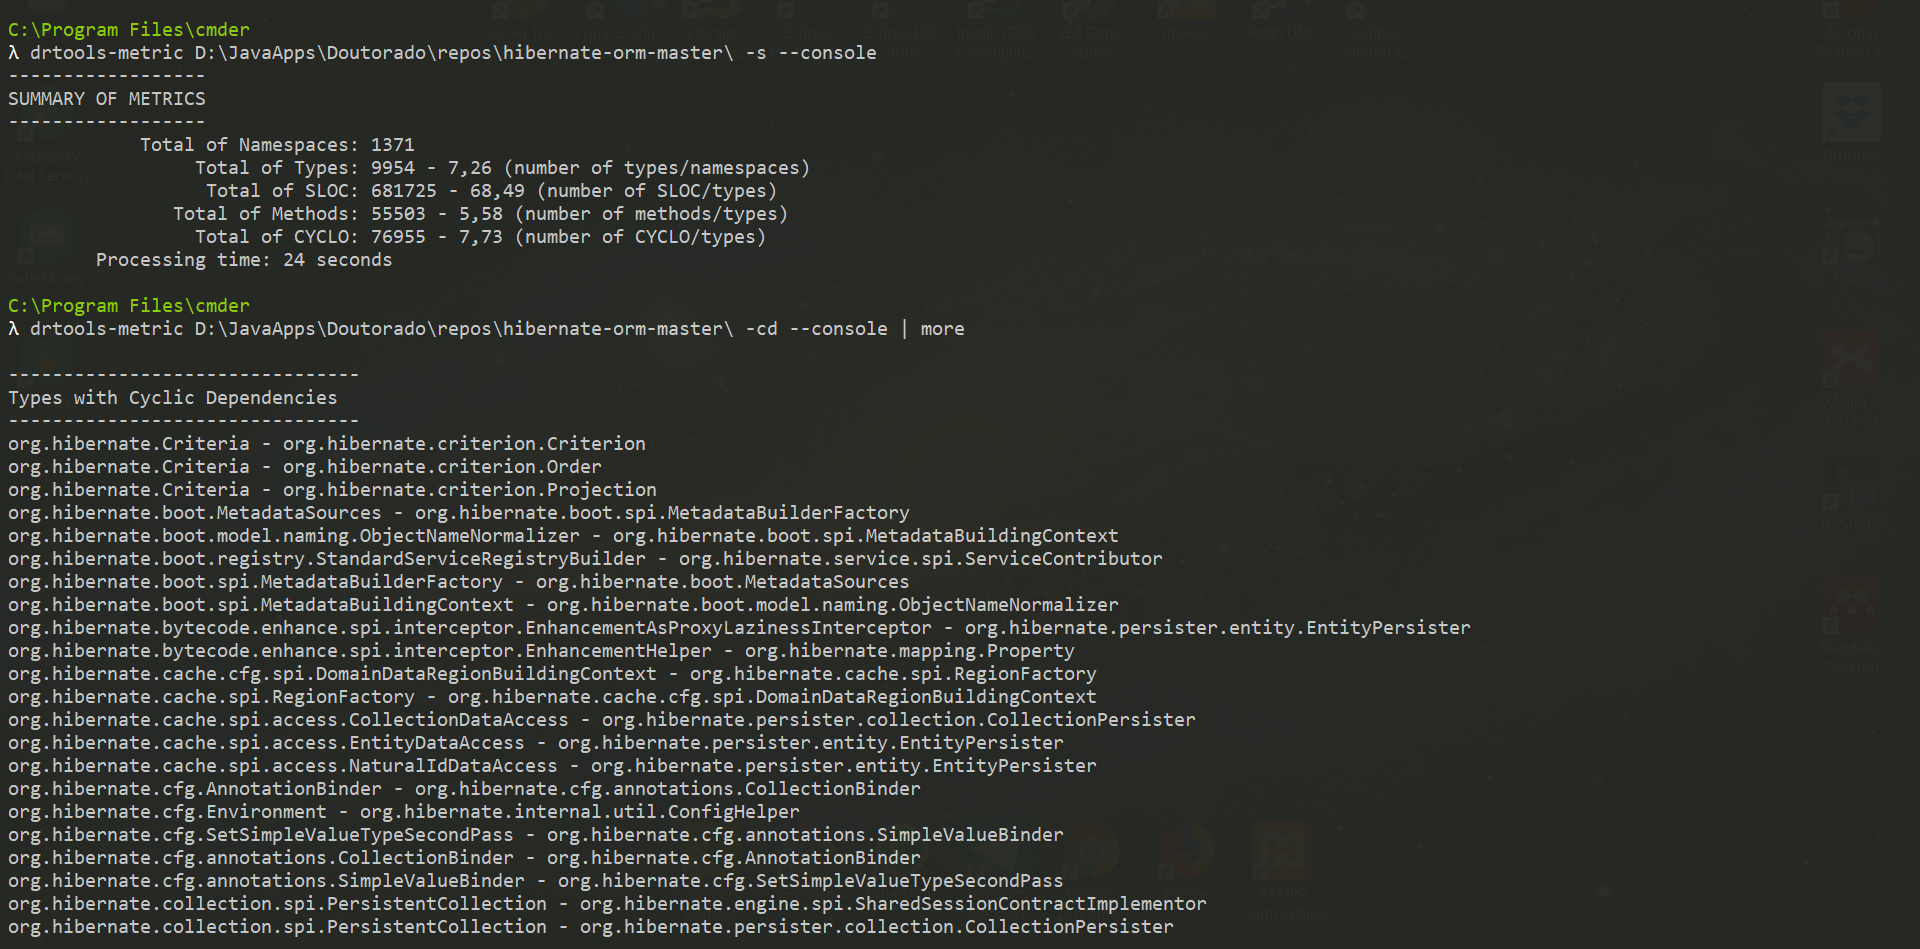 C:\Program Files\cmder
λ drtools-metric D:\JavaApps\Doutorado\repos\hibernate-orm-master\ -s --console
------------------
SUMMARY OF METRICS
------------------
Total of Namespaces: 1371
Total of Types: 9954 - 7,26 (number of types/namespaces)
Total of SLOC: 681725 - 68,49 (number of SLOC/types)
Total of Methods: 55503 - 5,58 (number of methods/types)
Total of CYCLO: 76955 - 7,73 (number of CYCLO/types)
Processing time: 24 seconds
C:\Program Files\cmder
λ drtools-metric D:\JavaApps\Doutorado\repos\hibernate-orm-master\ -cd --console | more
--------------------------------
Types with Cyclic Dependencies
--------------------------------
org.hibernate.Criteria - org.hibernate.criterion.Criterion
org.hibernate.Criteria - org.hibernate.criterion.Order
org.hibernate.Criteria - org.hibernate.criterion.Projection
org.hibernate.boot.MetadataSources - org.hibernate.boot.spi.MetadataBuilderFactory
org.hibernate.boot.model.naming.ObjectNameNormalizer - org.hibernate.boot.spi.MetadataBuildingContext
org.hibernate.boot.registry.StandardServiceRegistryBuilder - org.hibernate.service.spi.ServiceContributor
org.hibernate.boot.spi.MetadataBuilderFactory - org.hibernate.boot.MetadataSources
org.hibernate.boot.spi.MetadataBuildingContext - org.hibernate.boot.model.naming.ObjectNameNormalizer
org.hibernate.bytecode.enhance.spi.interceptor.EnhancementAsProxyLazinessInterceptor - org.hibernate.persister.entity.EntityPersister
org.hibernate.bytecode.enhance.spi.interceptor.EnhancementHelper - org.hibernate.mapping.Property
org.hibernate.cache.cfg.spi.DomainDataRegionBuildingContext - org.hibernate.cache.spi.RegionFactory
org.hibernate.cache.spi.RegionFactory - org.hibernate.cache.cfg.spi.DomainDataRegionBuildingContext
org.hibernate.cache.spi.access.CollectionDataAccess - org.hibernate.persister.collection.CollectionPersister
org.hibernate.cache.spi.access.EntityDataAccess - org.hibernate.persister.entity.EntityPersister
org.hibernate.cache.spi.access.NaturalIdDataAccess - org.hibernate.persister.entity.EntityPersister
org.hibernate.cfg.AnnotationBinder - org.hibernate.cfg.annotations.CollectionBinder
org.hibernate.cfg.Environment - org.hibernate.internal.util.ConfigHelper
org.hibernate.cfg.SetSimpleValueTypeSecondPass - org.hibernate.cfg.annotations.SimpleValueBinder
org.hibernate.cfg.annotations.CollectionBinder - org.hibernate.cfg.AnnotationBinder
org.hibernate.cfg.annotations.SimpleValueBinder - org.hibernate.cfg.SetSimpleValueTypeSecondPass
org.hibernate.collection.spi.PersistentCollection - org.hibernate.engine.spi.SharedSessionContractImplementor
org.hibernate.collection.spi.PersistentCollection - org.hibernate.persister.collection.CollectionPersister